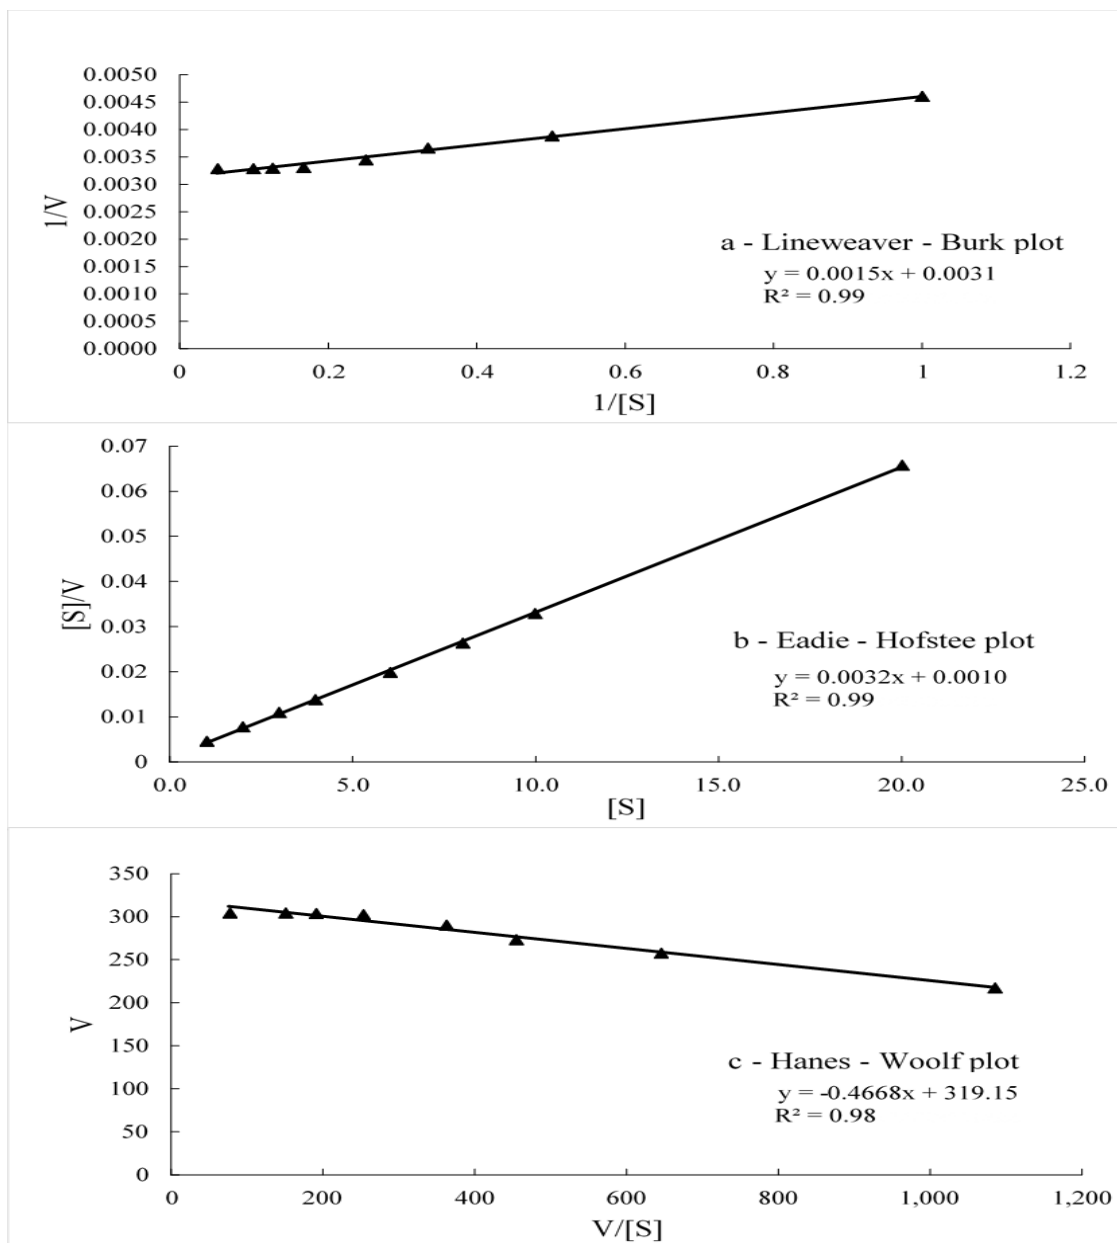 0.0050
0.0045
0.0040
0.0035
0.0030
0.0025
0.0020
0.0015
0.0010
0.0005
0.0000
1/V
a - Lineweaver - Burk plot
y = 0.0015x + 0.0031
R² = 0.99
0 0.2 0.4 0.6 0.8 1 1.2
1/[S]
0.07
0.06
0.05
0.04
0.03
0.02
0.01
0
[S]/V
b - Eadie - Hofstee plot
y = 0.0032x + 0.0010
R² = 0.99
0.0 5.0 10.0 15.0 20.0 25.0
[S]
350
300
250
200
150
100
50
0
V
c - Hanes - Woolf plot
y = -0.4668x + 319.15
R² = 0.98
0 200 400 600 800 1,000 1,200
V/[S]